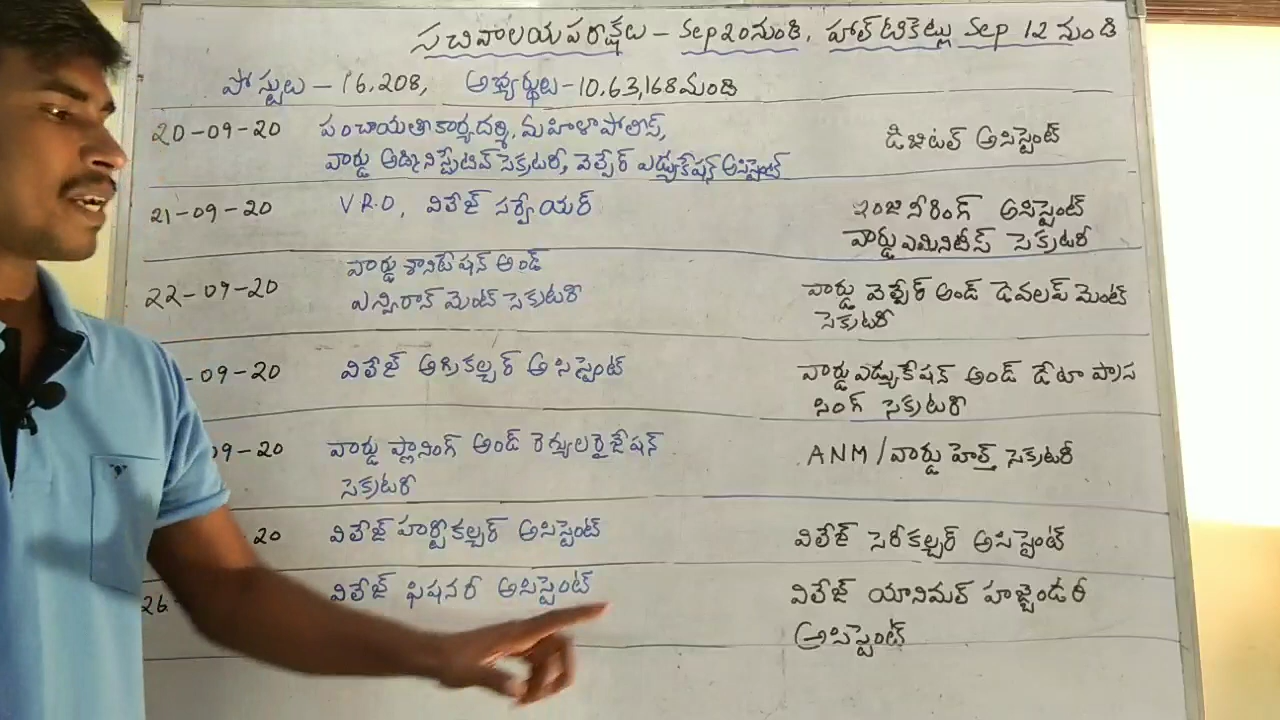 సచివాలయ పరీక్షలు - Sep 20 నుండి, హాల్ టికెట్లు Sep 12 నుండి
పోస్టులు - 16,208, అభ్యర్థులు - 10,63,168 మంది
20-09-20 పంచాయతీ కార్యదర్శి, మహిళా పోలీస్, డిజిటల్ అసిస్టెంట్
వార్డు అడ్మినిస్ట్రేటివ్ సెక్రటరీ, వెల్ఫేర్ ఎడ్యుకేషన్ అసిస్టెంట్
21-09-20 VRO, విలేజ్ సర్వేయర్ ఇంజనీరింగ్ అసిస్టెంట్
వార్డు ఎమినిటీస్ సెక్రటరీ
వార్డు శానిటేషన్ అండ్
22-09-20 ఎన్విరాన్ మెంట్ సెక్రటరీ వార్డు వెల్ఫేర్ అండ్ డెవలప్ మెంట్
సెక్రటరీ
-09-20 విలేజ్ అగ్రికల్చర్ అసిస్టెంట్ వార్డు ఎడ్యుకేషన్ అండ్ డేటా ప్రాస
సింగ్ సెక్రటరీ
09-20 వార్డు ప్లానింగ్ అండ్ రెగ్యులరైజేషన్ ANM/వార్డు హెల్త్ సెక్రటరీ
సెక్రటరీ
20 విలేజ్ హార్టికల్చర్ అసిస్టెంట్ విలేజ్ సెరికల్చర్ అసిస్టెంట్
26- విలేజ్ ఫిషనరీ అసిస్టెంట్ విలేజ్ యానిమల్ హజ్బెండరీ
అసిస్టెంట్